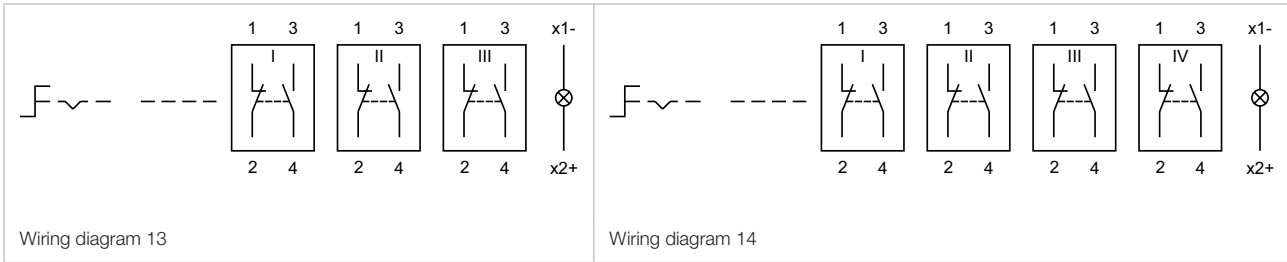 1 3 1 3 1 3 x1-
I II III
2 4 2 4 2 4 x2+
Wiring diagram 13
1 3 1 3 1 3 1 3 x1-
I II III IV
2 4 2 4 2 4 2 4 x2+
Wiring diagram 14